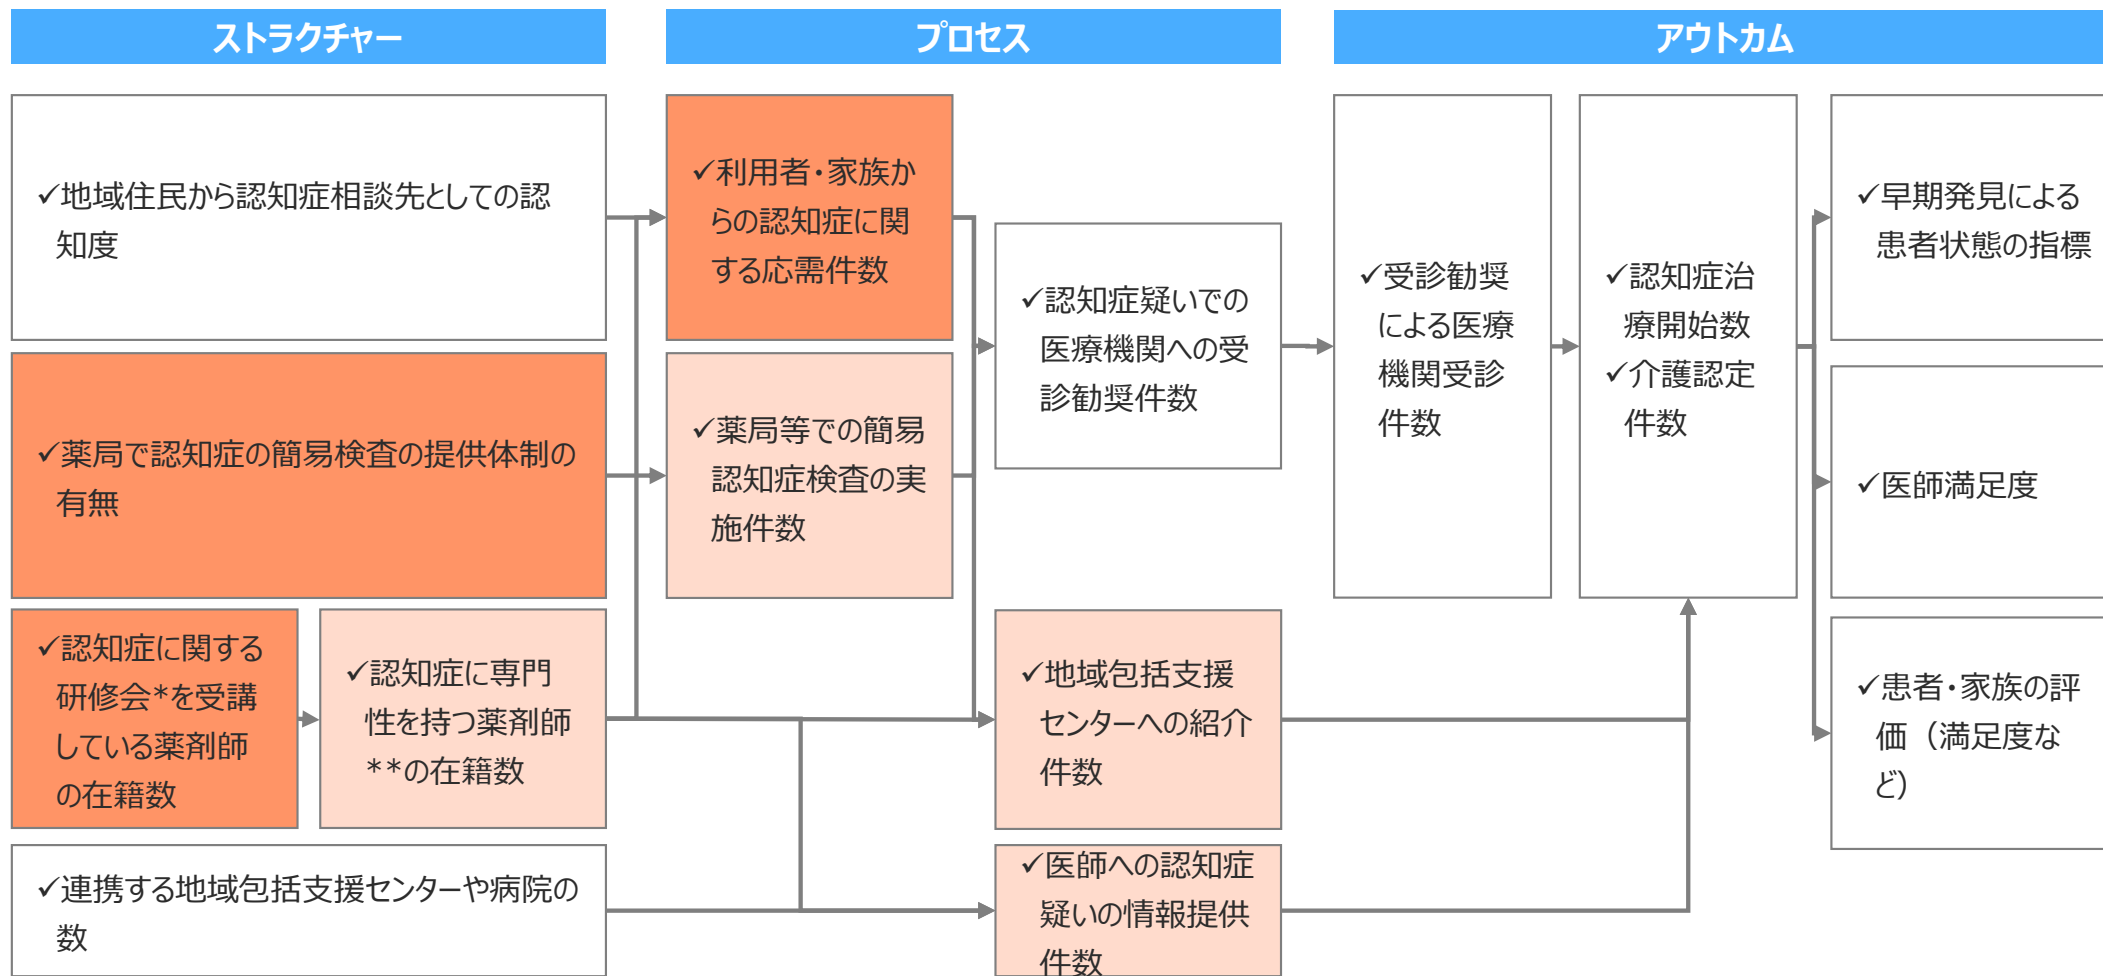 ストラクチャー
プロセス
アウトカム
✓地域住民から認知症相談先としての認
知度
✓薬局で認知症の簡易検査の提供体制の
有無
✓認知症に関する
研修会*を受講
している薬剤師
の在籍数
✓認知症に専門
性を持つ薬剤師
**の在籍数
✓連携する地域包括支援センターや病院の
数
✓利用者・家族か
らの認知症に関
する応需件数
✓薬局等での簡易
認知症検査の実
施件数
✓認知症疑いでの
医療機関への受
診勧奨件数
✓地域包括支援
センターへの紹介
件数
✓医師への認知症
疑いの情報提供
件数
✓受診勧奨
による医療
機関受診
件数
✓認知症治
療開始数
✓介護認定
件数
✓早期発見による
患者状態の指標
✓医師満足度
✓患者・家族の評
価（満足度な
ど）